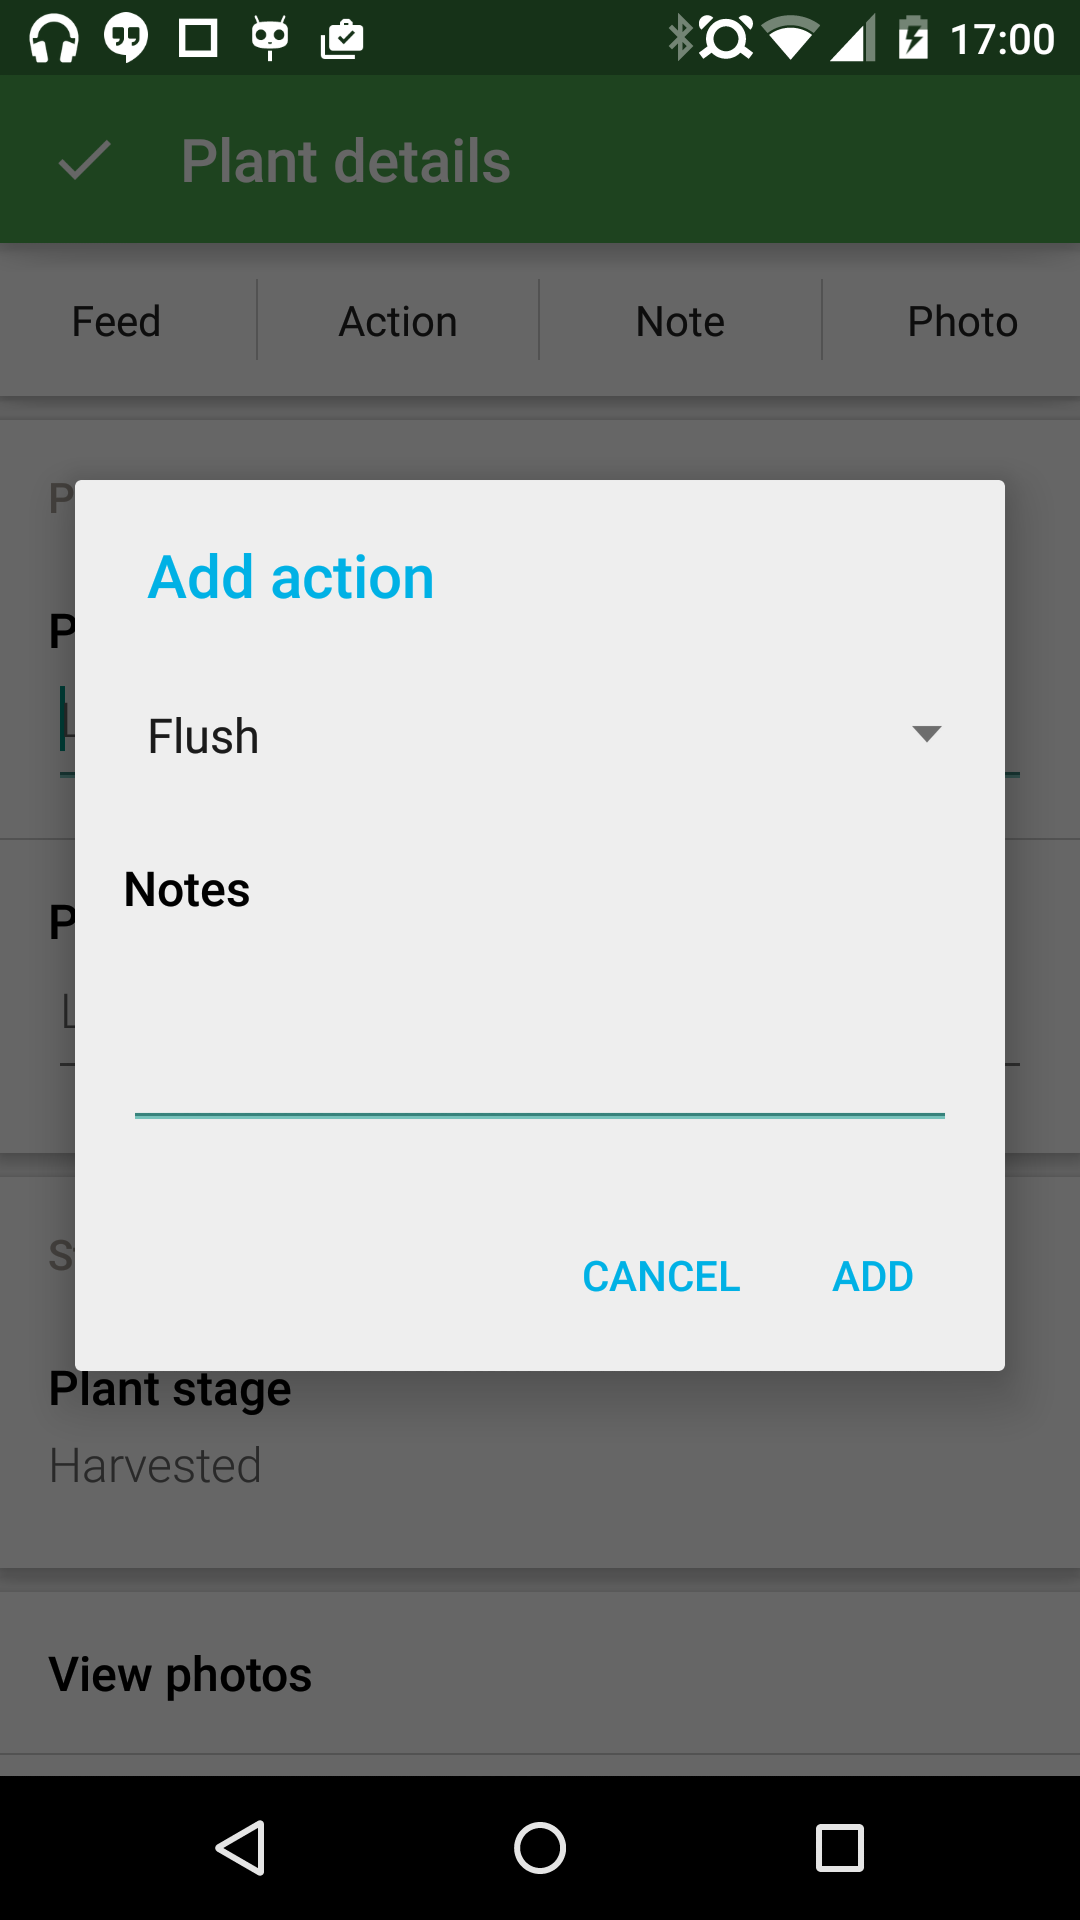 17:00
Plant details
Feed
Action
Note
Photo
Add action
Flush
Notes
CANCEL
ADD
Plant stage
Harvested
View photos